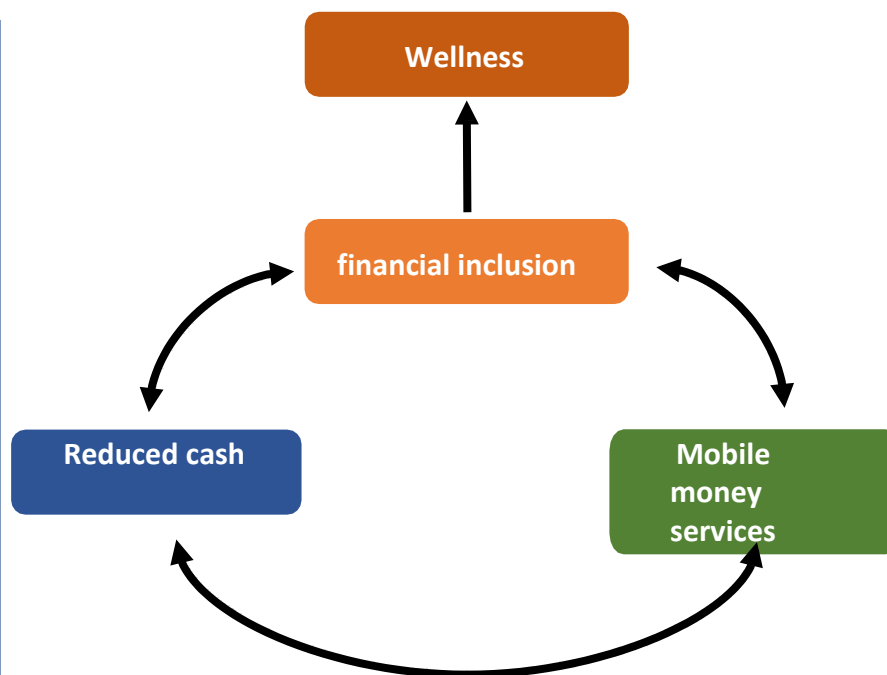 Wellness
financial inclusion
Reduced cash
Mobile
money
services